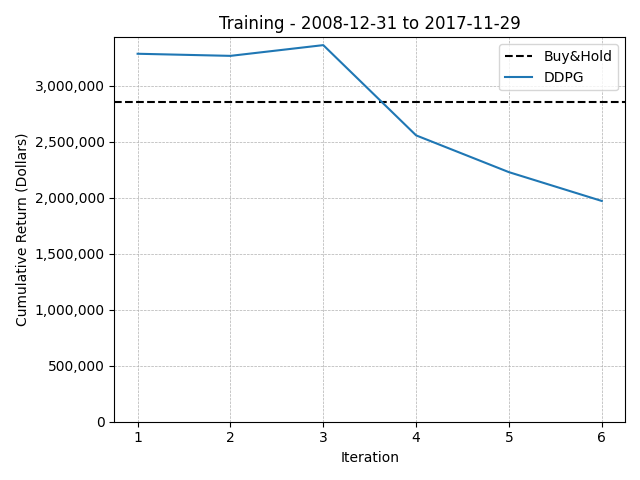 Training - 2008-12-31 to 2017-11-29
Buy&Hold
DDPG
Cumulative Return (Dollars)
3,000,000
2,500,000
2,000,000
1,500,000
1,000,000
500,000
0
1 2 3 4 5 6
Iteration